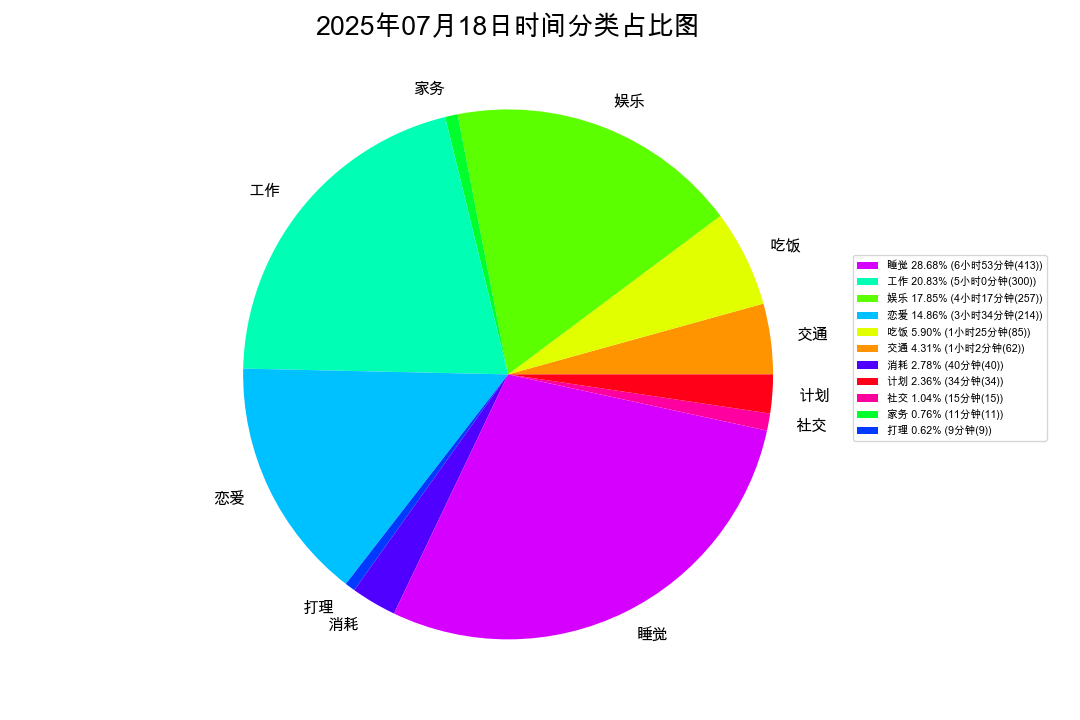 2025年07月18日时间分类占比图
家务
娱乐
工作
吃饭
交通
计划
社交
恋爱
打理
消耗
睡觉
睡觉 28.68% (6小时53分钟(413))
工作 20.83% (5小时0分钟(300))
娱乐 17.85% (4小时17分钟(257))
恋爱 14.86% (3小时34分钟(214))
吃饭 5.90% (1小时25分钟(85))
交通 4.31% (1小时2分钟(62))
消耗 2.78% (40分钟(40))
计划 2.36% (34分钟(34))
社交 1.04% (15分钟(15))
家务 0.76% (11分钟(11))
打理 0.62% (9分钟(9))